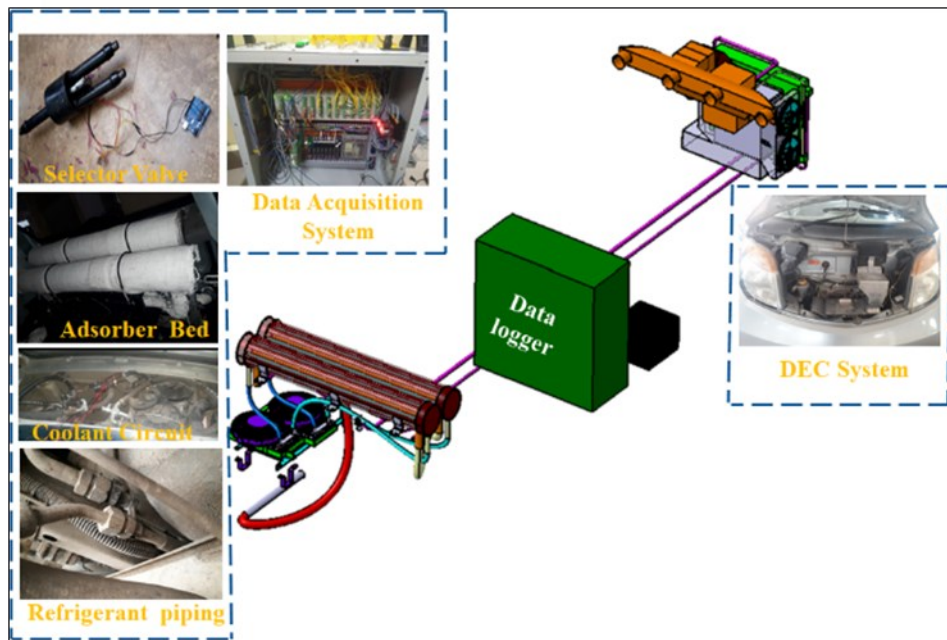 Selector Valve
Data Acquisition
System
Adsorber Bed
Coolant Circuit
Refrigerant piping
Data
logger
DEC System